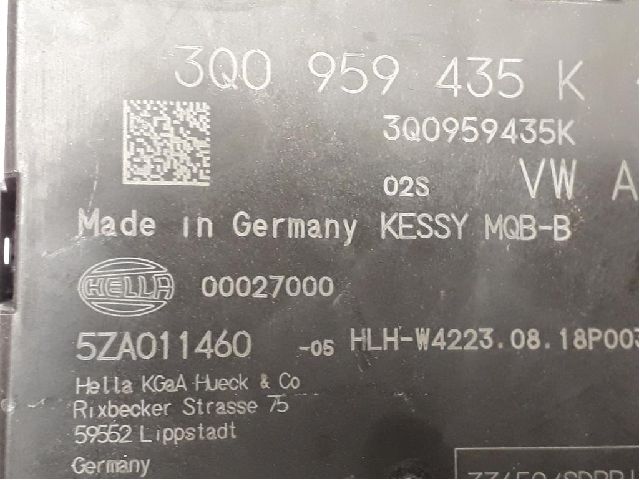 3Q0 959 435 K
3Q0959435K
02S VW A
Made in Germany KESSY MQB-B
HELLA 00027000
5ZA011460 -05 HLH-W4223.08.18P003
Hella KGaA Hueck & Co
Rixbecker Strasse 75
59552 Lippstadt
Germany